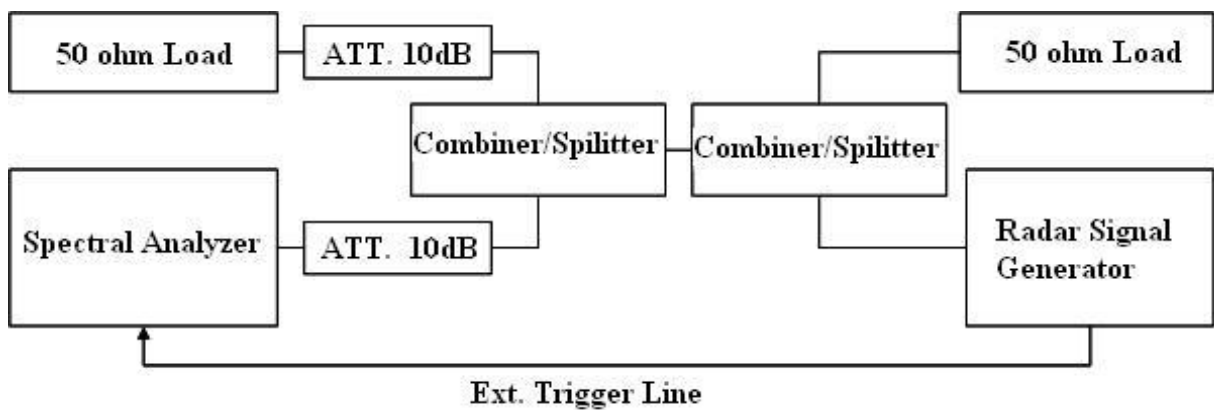 50 ohm Load
ATT. 10dB
50 ohm Load
Combiner/Spilitter
Combiner/Spilitter
Spectral Analyzer
ATT. 10dB
Radar Signal
Generator
Ext. Trigger Line